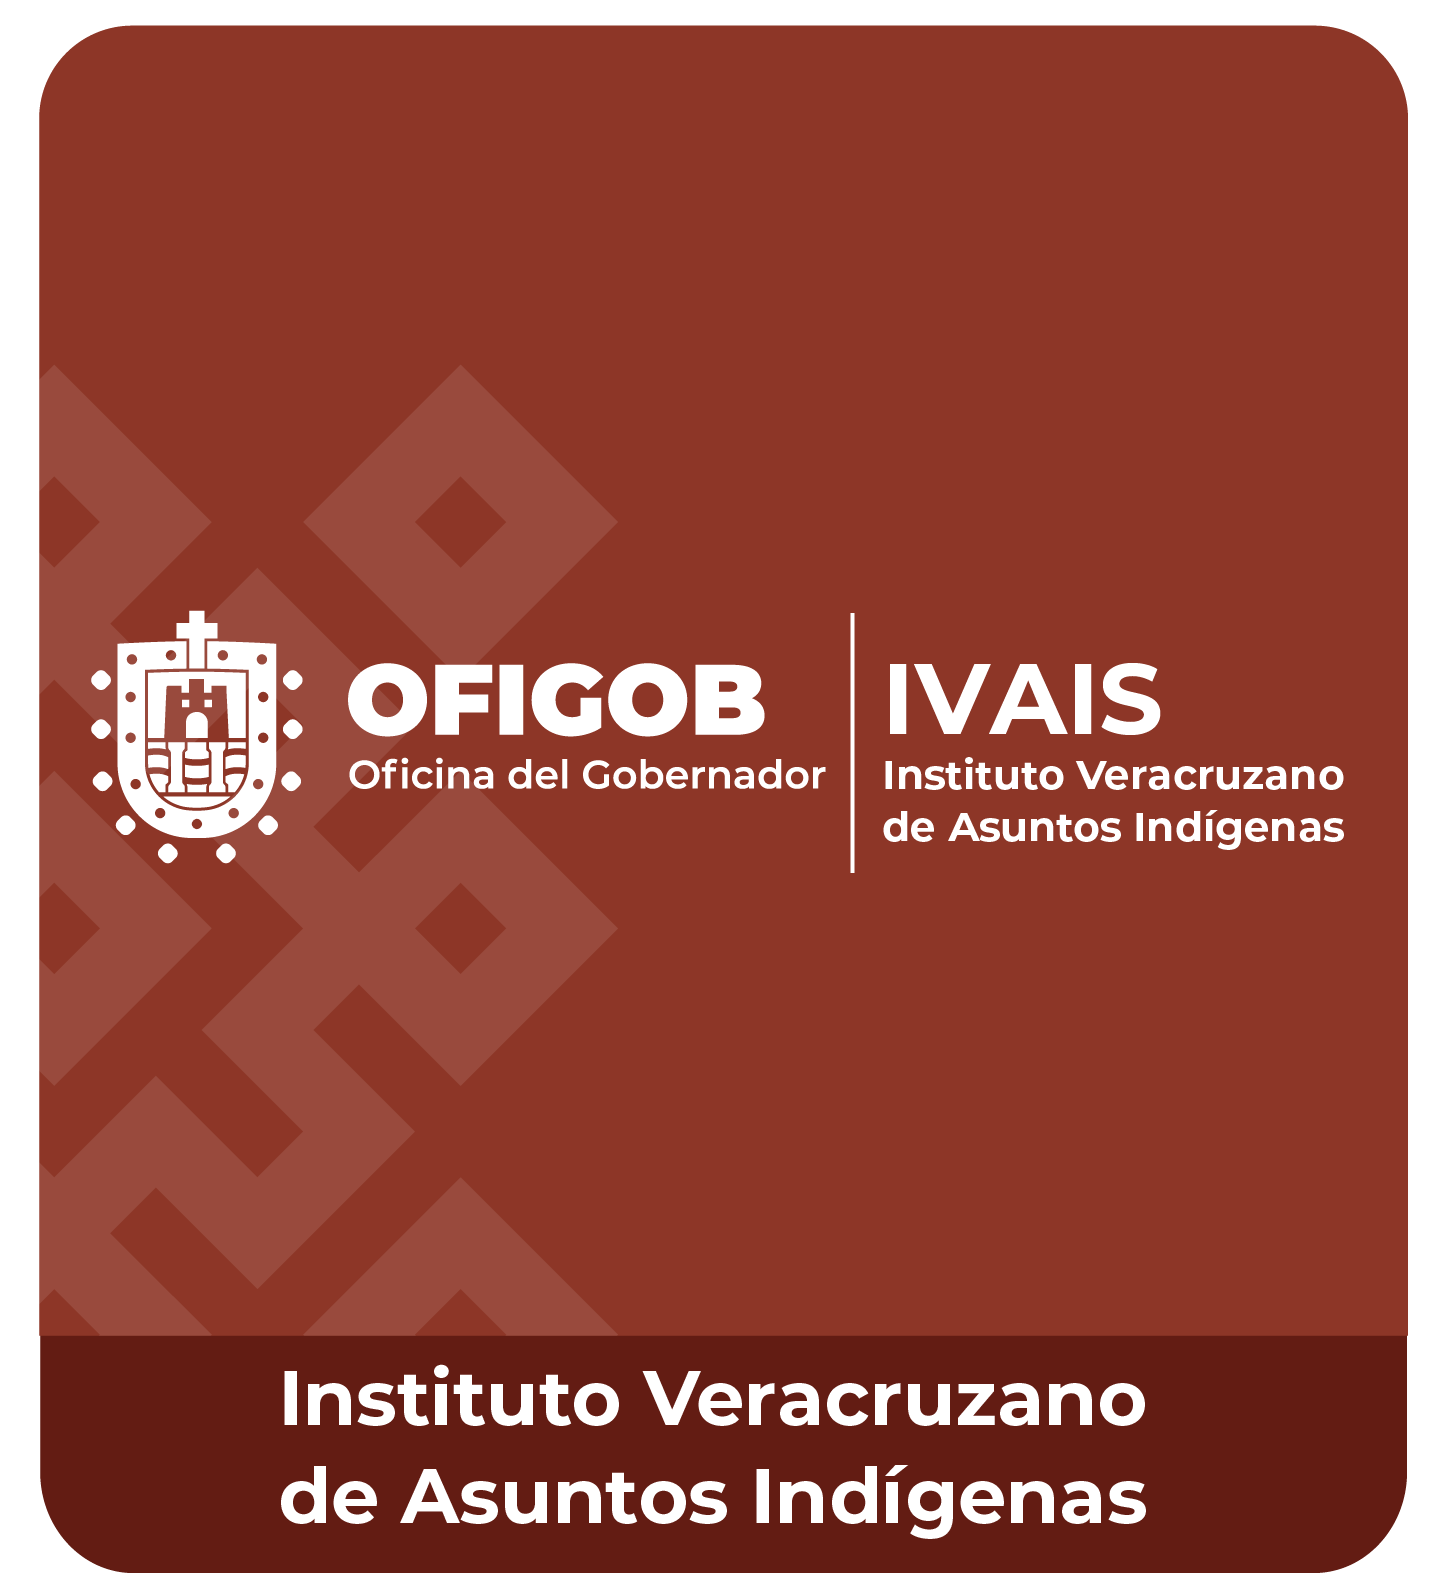 OFIGOB
Oficina del Gobernador
IVAIS
Instituto Veracruzano
de Asuntos Indígenas
Instituto Veracruzano
de Asuntos Indígenas